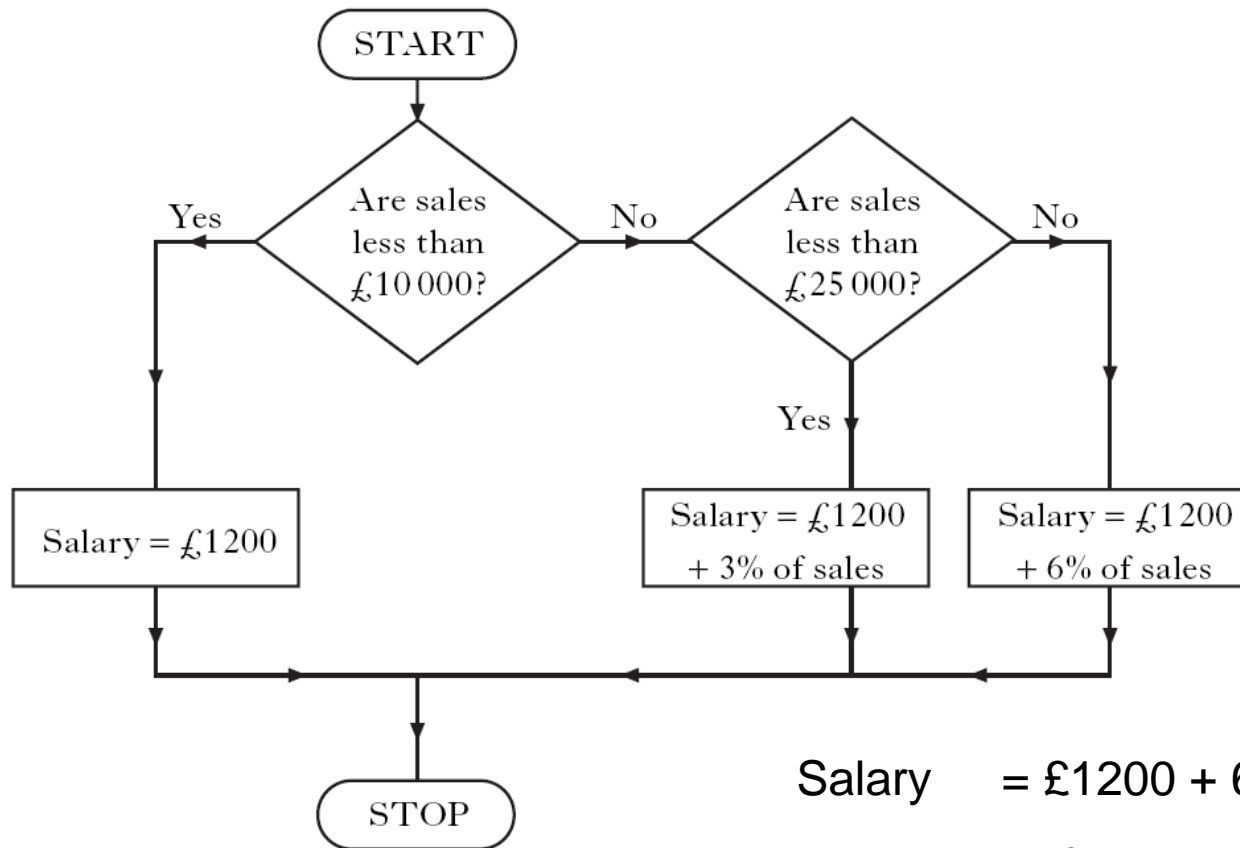 START
Yes
Are sales
less than
£10 000?
No
Are sales
less than
£25 000?
No
Yes
Salary = £1200
Salary = £1200
+ 3% of sales
Salary = £1200
+ 6% of sales
STOP
Salary = £1200 + 6